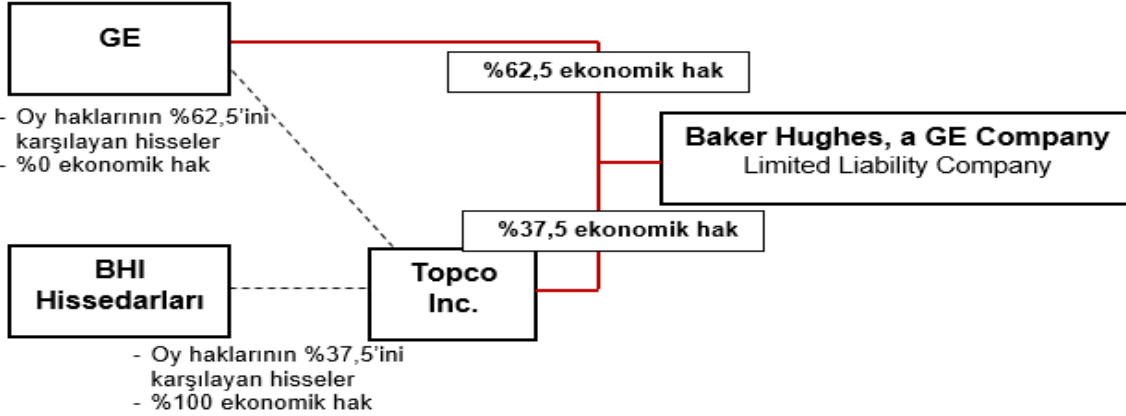 GE
%62,5 ekonomik hak
- Oy haklarının %62,5'ini
karşılayan hisseler
- %0 ekonomik hak
Baker Hughes, a GE Company
Limited Liability Company
%37,5 ekonomik hak
BHI
Hissedarları
Topco
Inc.
- Oy haklarının %37,5'ini
karşılayan hisseler
- %100 ekonomik hak